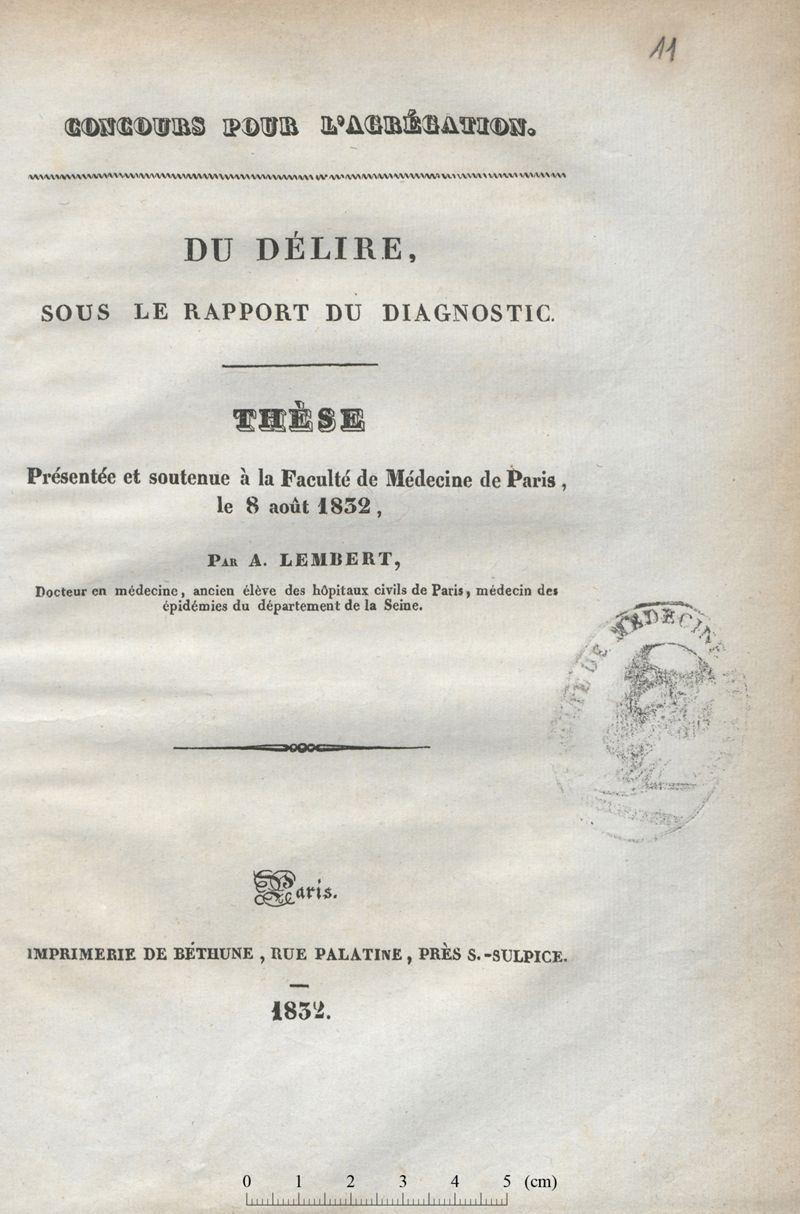 11
CONCOURS POUR L'AGRÉGATION.
DU DÉLIRE,
SOUS LE RAPPORT DU DIAGNOSTIC.
THÈSE
Présentée et soutenue à la Faculté de Médecine de Paris,
le 8 août 1832,
PAR A. LEMBERT,
Docteur en médecine, ancien élève des hôpitaux civils de Paris, médecin des
épidémies du département de la Seine.
DE MÉDECINE
Paris.
IMPRIMERIE DE BÉTHUNE, RUE PALATINE, PRÈS S.-SULPICE.
1832.
0 1 2 3 4 5 (cm)